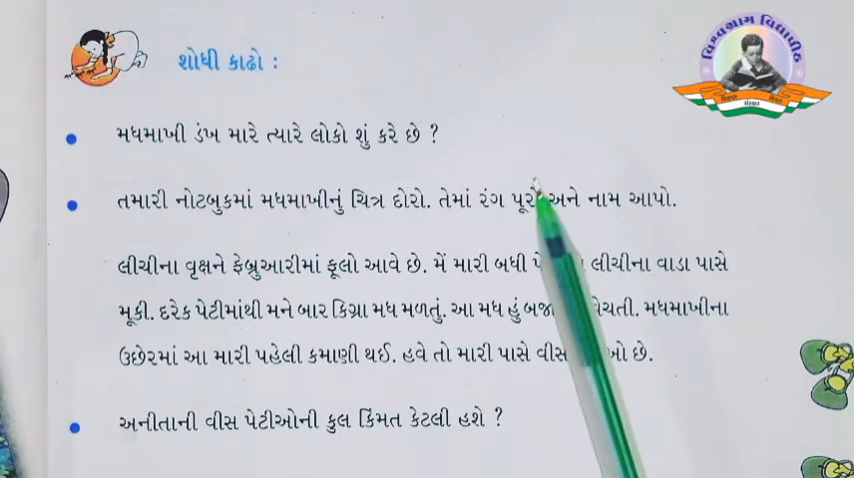 વિશ્વગ્રામ વિદ્યાપીઠ
શોધી કાઢો :
મધમાખી ડંખ મારે ત્યારે લોકો શું કરે છે ?
તમારી નોટબુકમાં મધમાખીનું ચિત્ર દોરો. તેમાં રંગ પૂરો અને નામ આપો.
લીચીના વૃક્ષને ફેબ્રુઆરીમાં ફૂલો આવે છે. મેં મારી બધી લીચીના વાડા પાસે
મૂકી. દરેક પેટીમાંથી મને બાર કિગ્રા મધ મળતું. આ મધ હું મધમાખીના
ઉછેરમાં આ મારી પહેલી કમાણી થઈ. હવે તો મારી પાસે વીસ છે.
અનીતાની વીસ પેટીઓની કુલ કિંમત કેટલી હશે ?